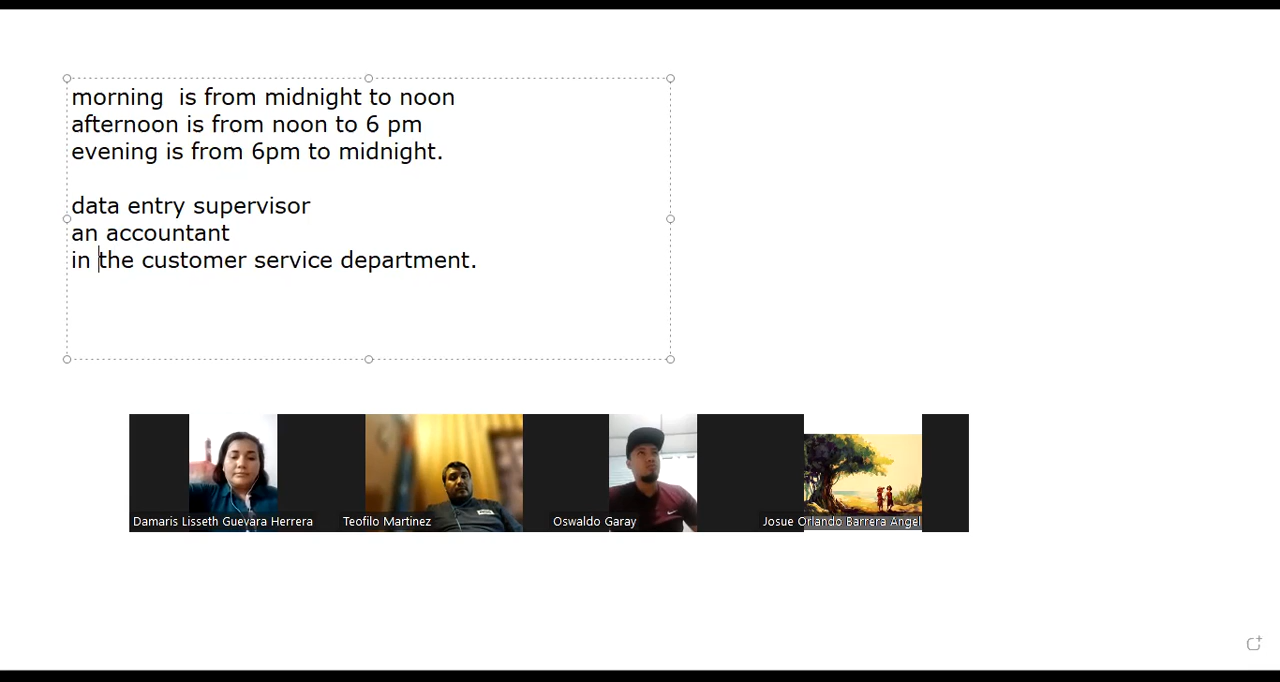 morning  is from midnight to noon
afternoon is from noon to 6 pm
evening is from 6pm to midnight.
data entry supervisor
an accountant
in the customer service department.
Damaris Lisseth Guevara Herrera
Teofilo Martinez
Oswaldo Garay
Josue Orlando Barrera Angel